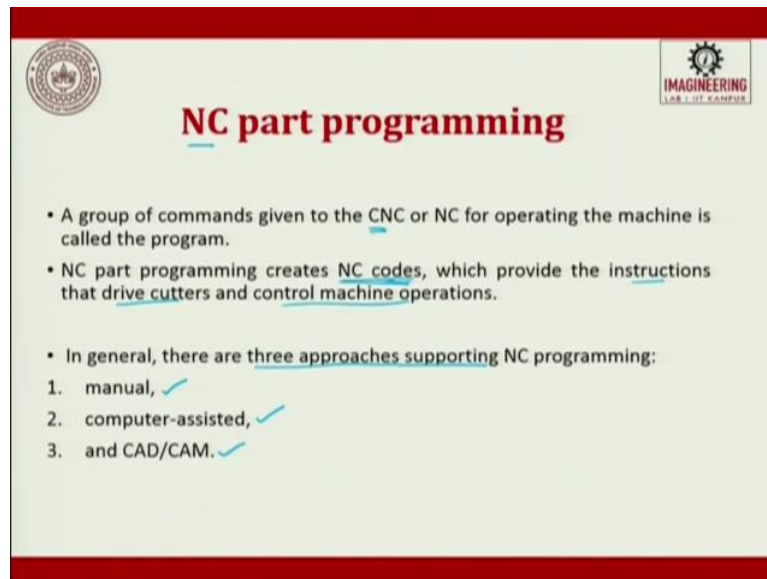 IMAGINEERING
LAB | IIT KANPUR
NC part programming
• A group of commands given to the CNC or NC for operating the machine is
called the program.
• NC part programming creates NC codes, which provide the instructions
that drive cutters and control machine operations.
• In general, there are three approaches supporting NC programming:
1. manual,
2. computer-assisted,
3. and CAD/CAM.